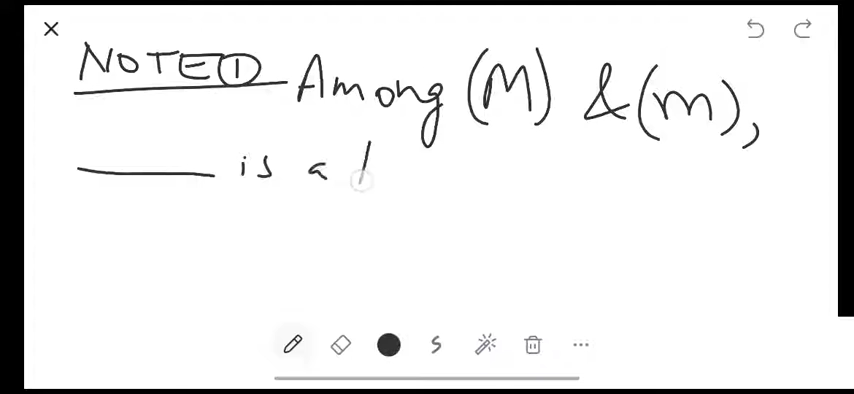 NOTE① Among (M) & (m),
______ is a